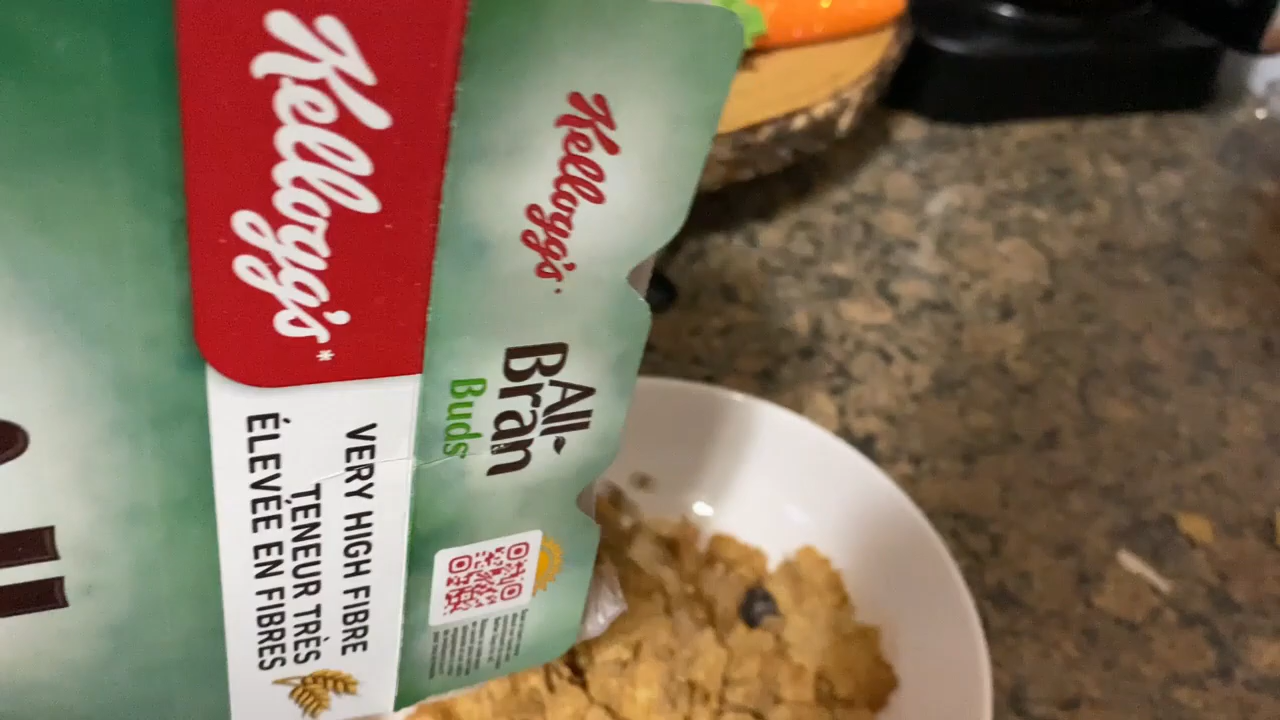 Kellogg's*
VERY HIGH FIBRE
TENEUR TRÈS
ÉLEVÉE EN FIBRES
Kellogg's
All-
Bran
Buds